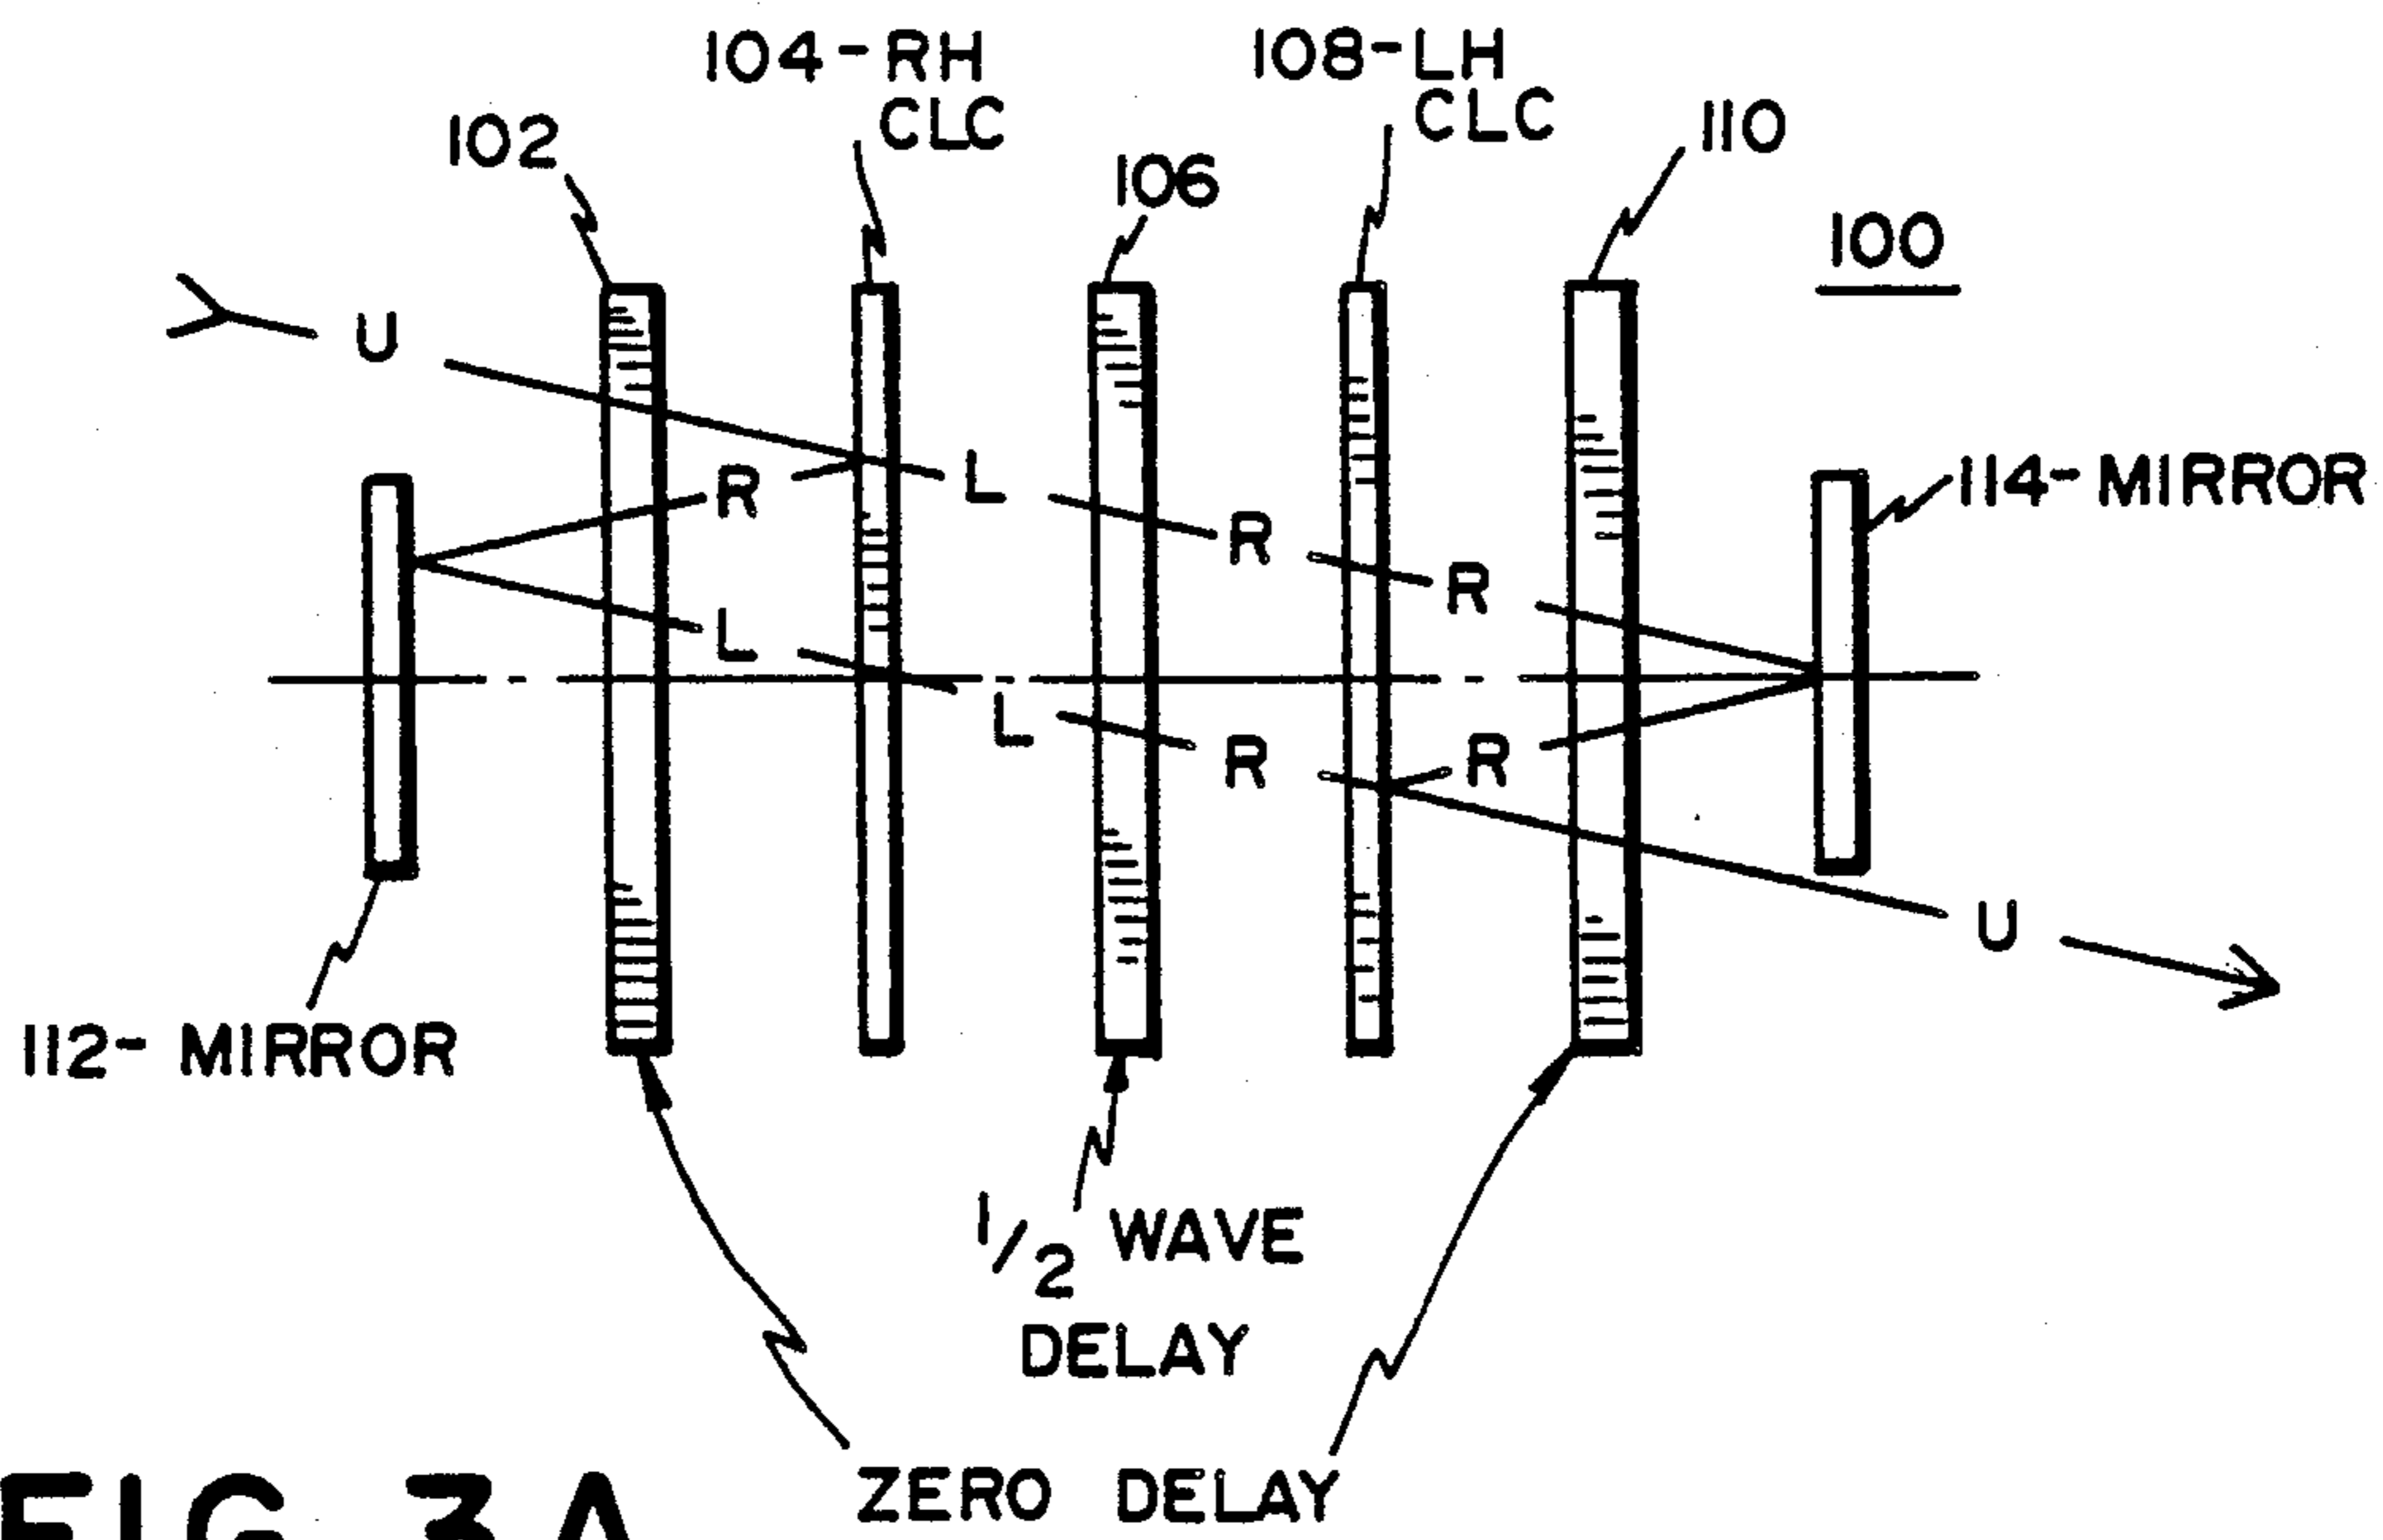 104-RH
CLC
108-LH
CLC
102
110
106
100
U
R
L
R
R
114-MIRROR
L
L
R
R
U
112- MIRROR
1/2 WAVE
DELAY
ZERO DELAY
FIG 3A